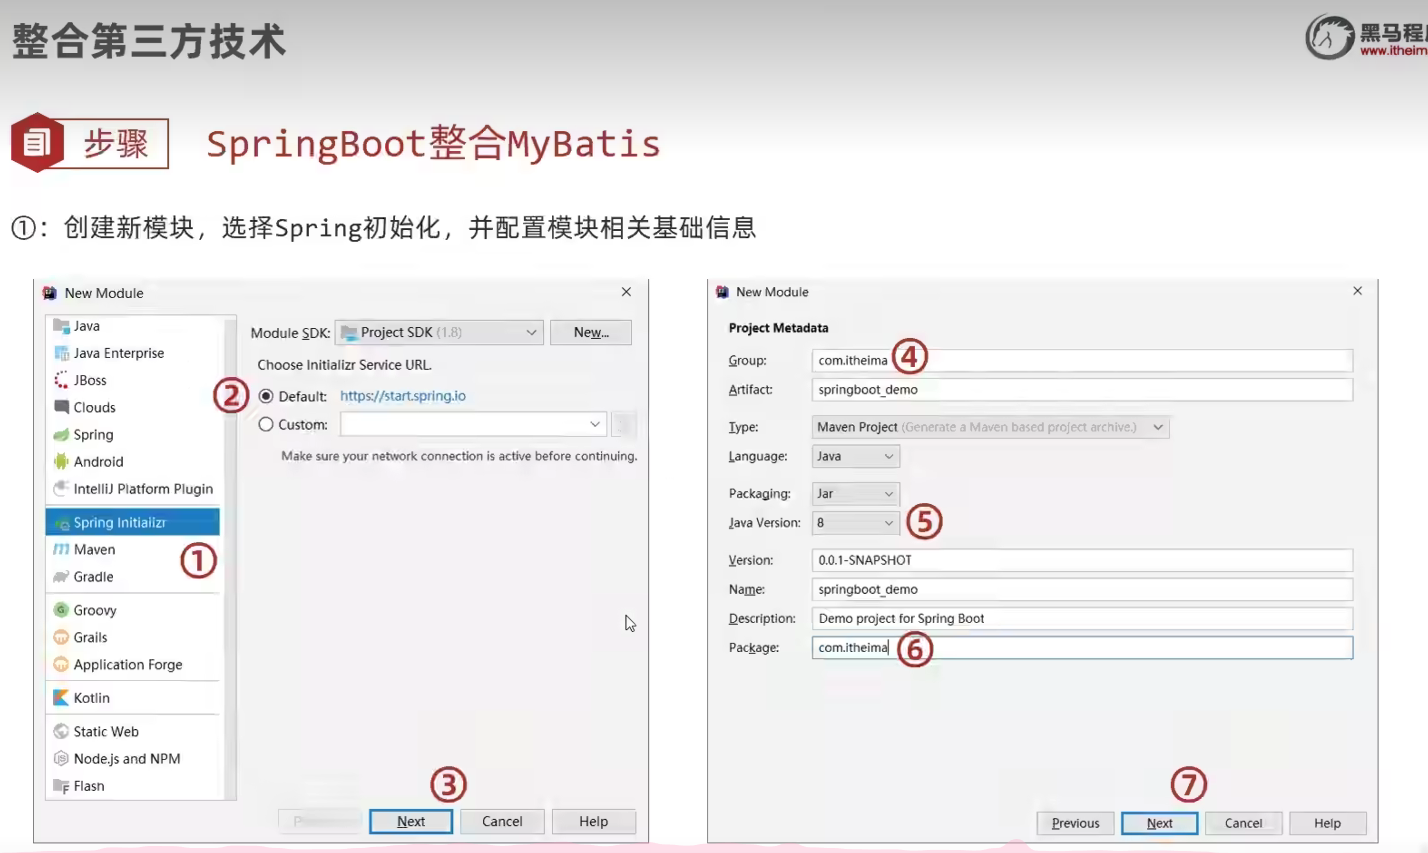 整合第三方技术
黑马程
www.itheim
步骤
SpringBoot整合MyBatis
①：创建新模块，选择Spring初始化，并配置模块相关基础信息
New Module
Java
Java Enterprise
JBoss
Clouds
Spring
Android
IntelliJ Platform Plugin
Spring Initializr
①
Maven
Gradle
Groovy
Grails
Application Forge
Kotlin
Static Web
Node.js and NPM
Flash
Module SDK: Project SDK (1.8) New...
Choose Initializr Service URL.
② Default: https://start.spring.io
Custom:
Make sure your network connection is active before continuing.
③
Next Cancel Help
New Module
Project Metadata
Group: com.itheima ④
Artifact: springboot_demo
Type: Maven Project (Generate a Maven based project archive.)
Language: Java
Packaging: Jar
Java Version: 8 ⑤
Version: 0.0.1-SNAPSHOT
Name: springboot_demo
Description: Demo project for Spring Boot
Package: com.itheima ⑥
⑦
Previous Next Cancel Help